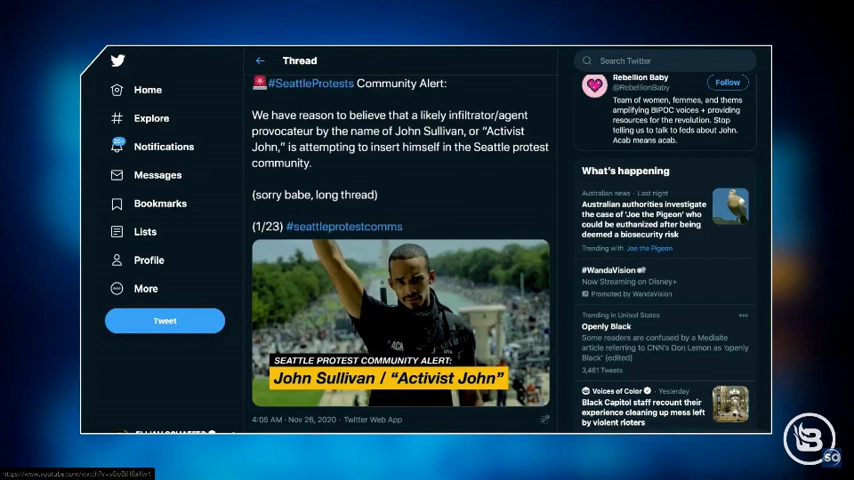 Home
Explore
20+
Notifications
Messages
Bookmarks
Lists
Profile
More
Tweet
Thread
#SeattleProtests Community Alert:
We have reason to believe that a likely infiltrator/agent
provocateur by the name of John Sullivan, or “Activist
John,” is attempting to insert himself in the Seattle protest
community.
(sorry babe, long thread)
(1/23) #seattleprotestcomms
SEATTLE PROTEST COMMUNITY ALERT:
John Sullivan / “Activist John”
4:05 AM · Nov 26, 2020 · Twitter Web App
Search Twitter
Rebellion Baby
@RebellionBaby
Follow
Team of women, femmes, and thems
amplifying BIPOC voices + providing
resources for the revolution. Stop
telling us to talk to feds about John.
Acab means acab.
What's happening
Australian news · Last night
Australian authorities investigate
the case of 'Joe the Pigeon' who
could be euthanized after being
deemed a biosecurity risk
Trending with Joe the Pigeon
#WandaVision
Now Streaming on Disney+
Promoted by WandaVision
Trending in United States
Openly Black
Some readers are confused by a Mediaite
article referring to CNN's Don Lemon as 'openly
Black' (edited)
3,461 Tweets
Voices of Color · Yesterday
Black Capitol staff recount their
experience cleaning up mess left
by violent rioters
B
SO